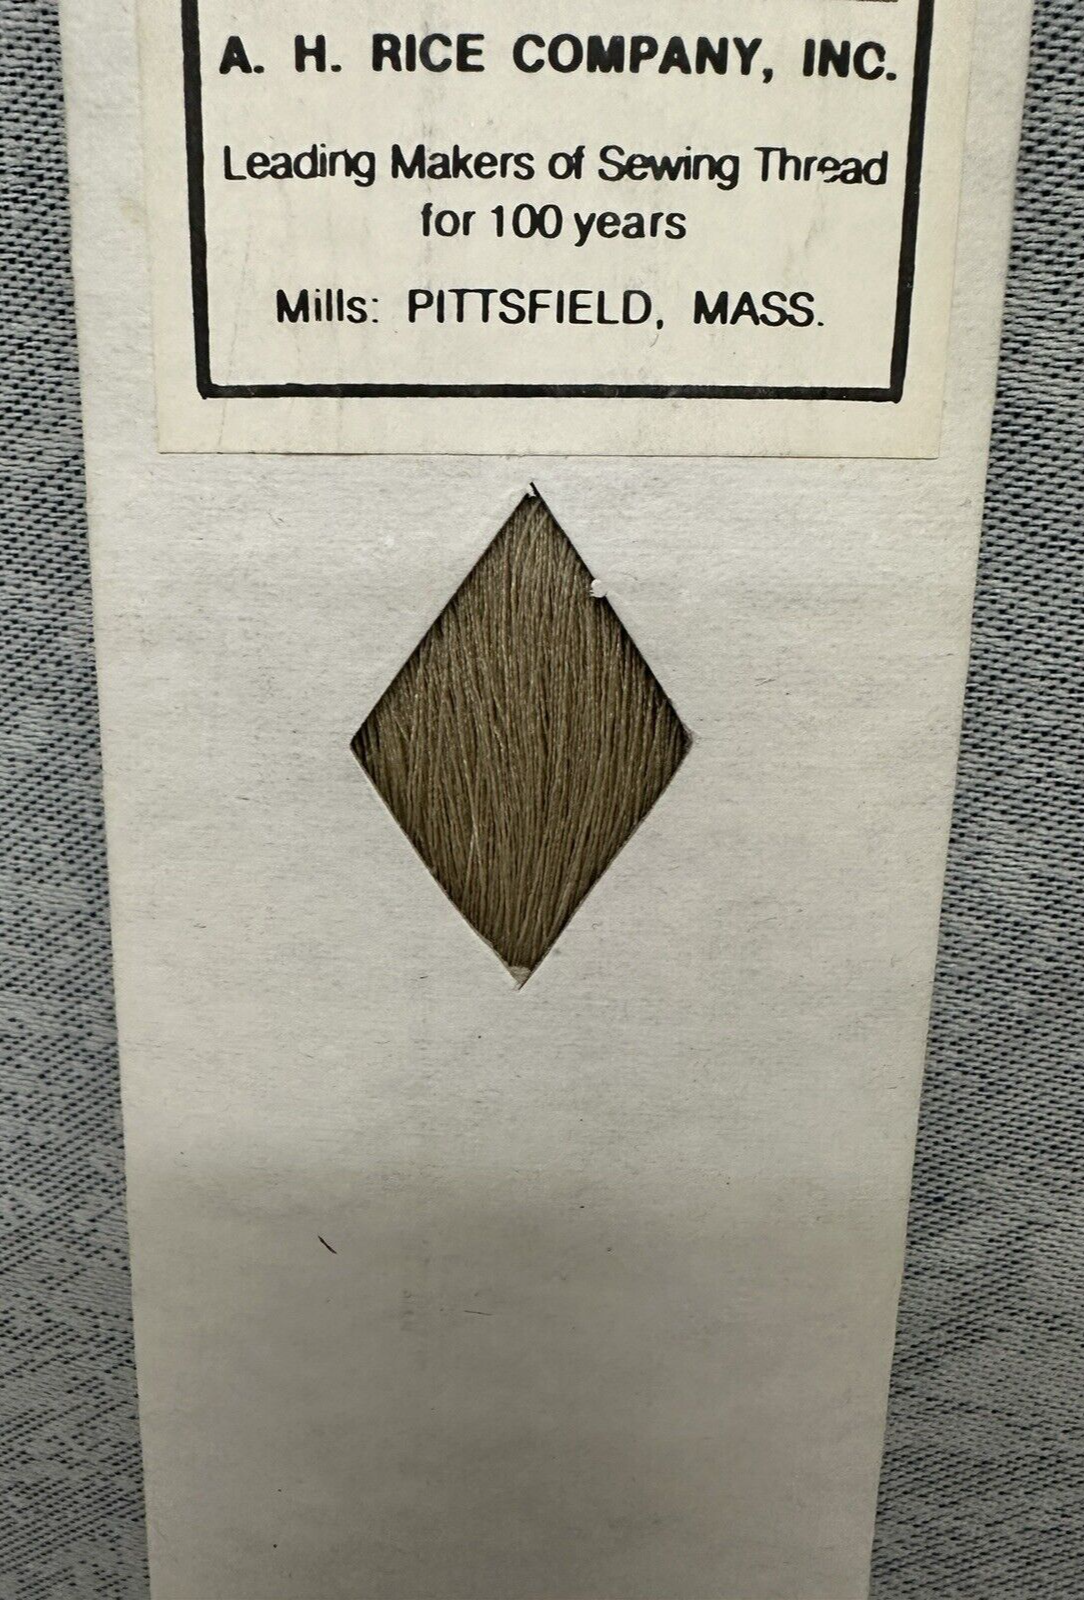 A. H. RICE COMPANY, INC.
Leading Makers of Sewing Thread
for 100 years
Mills: PITTSFIELD, MASS.